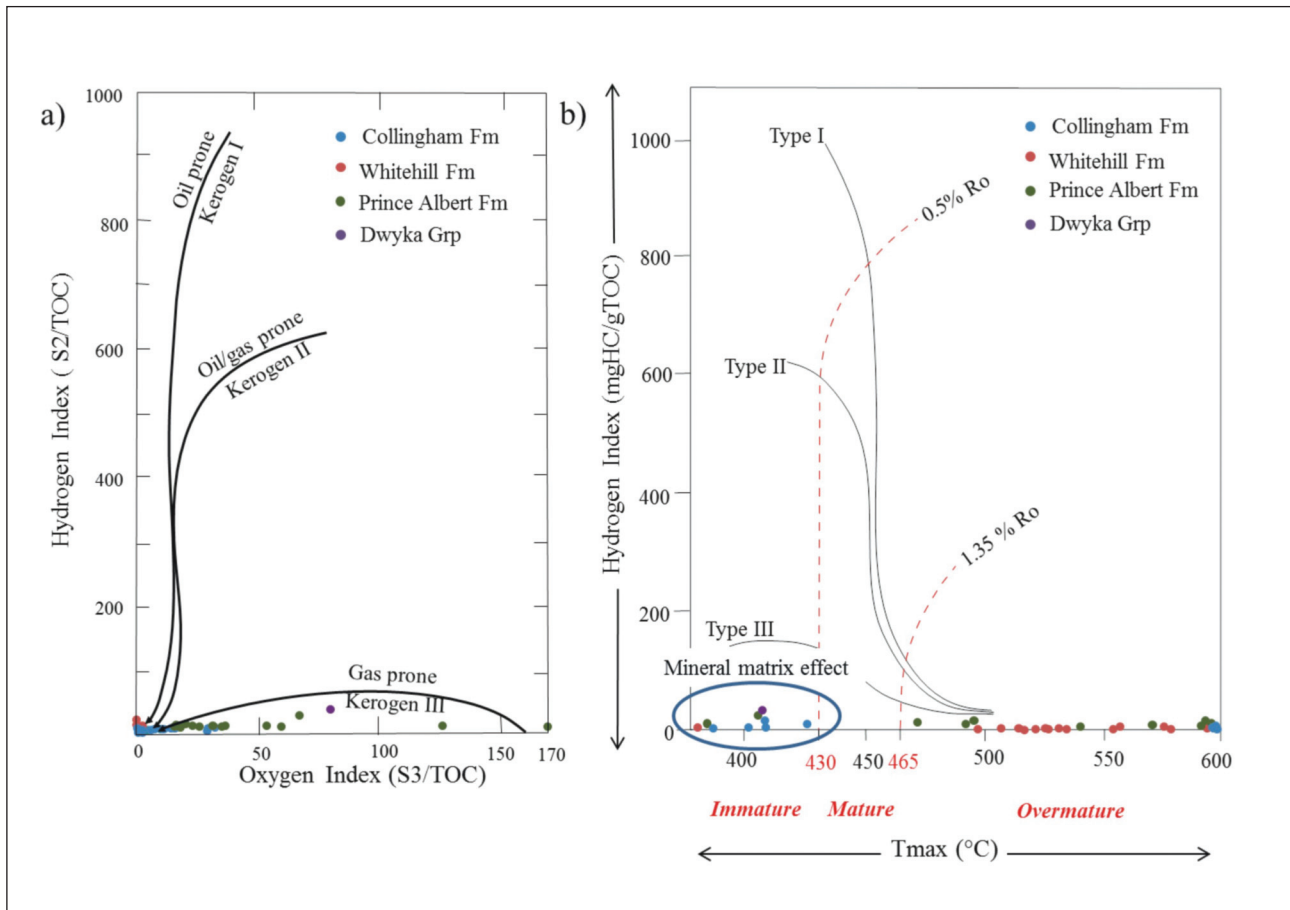 a)
1000
800
600
400
200
0
Hydrogen Index ( S2/TOC)
Oil prone
Kerogen I
Oil/gas prone
Kerogen II
Gas prone
Kerogen III
Collingham Fm
Whitehill Fm
Prince Albert Fm
Dwyka Grp
0 50 100 150 170
Oxygen Index (S3/TOC)
b)
Hydrogen Index (mgHC/gTOC)
1000
800
600
400
200
0
Type I
Type II
Type III
0.5% Ro
1.35 % Ro
Mineral matrix effect
Collingham Fm
Whitehill Fm
Prince Albert Fm
Dwyka Grp
400 430 450 465 500 550 600
Immature Mature Overmature
Tmax (°C)